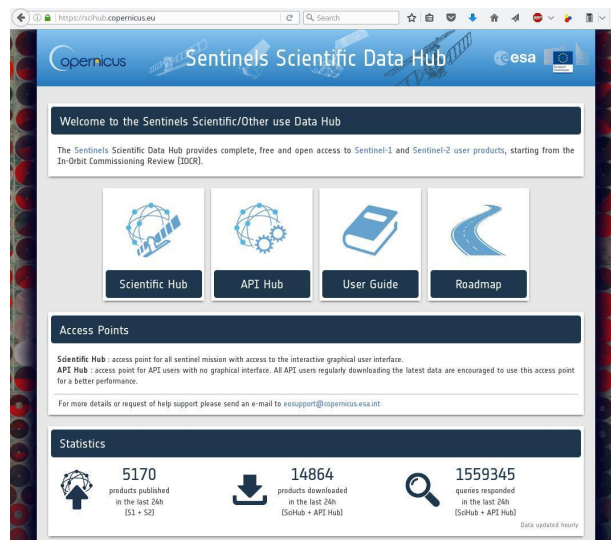 https://scihub.copernicus.eu
Search
ABP
opernicus
Sentinels Scientific Data Hub
esa
Welcome to the Sentinels Scientific/Other use Data Hub
The Sentinels Scientific Data Hub provides complete, free and open access to Sentinel-1 and Sentinel-2 user products, starting from the
In-Orbit Commissioning Review (IOCR).
Scientific Hub
API Hub
User Guide
Roadmap
Access Points
Scientific Hub : access point for all sentinel mission with access to the interactive graphical user interface.
API Hub : access point for API users with no graphical interface. All API users regularly downloading the latest data are encouraged to use this access point
for a better performance.
For more details or request of help support please send an e-mail to eosupport@copernicus.esa.int
Statistics
5170
products published
in the last 24h
(S1 + S2)
14864
products downloaded
in the last 24h
(SciHub + API Hub)
1559345
queries responded
in the last 24h
(SciHub + API Hub)
Data updated hourly